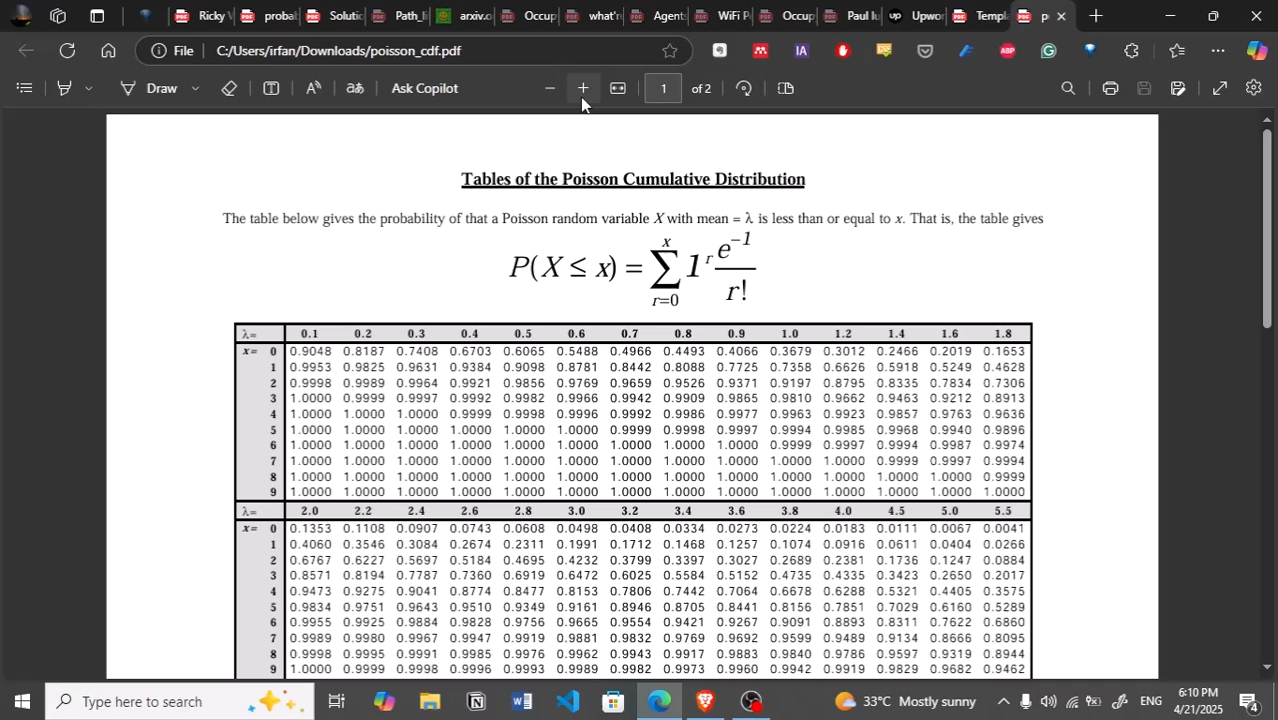 Ricky V
probal
Solutic
Path_li
arxiv.o
Occup
what're
Agents
WiFi P
Occup
Paul lu
Upwor
Templa
File C:/Users/irfan/Downloads/poisson_cdf.pdf
Draw Ask Copilot 1 of 2
Tables of the Poisson Cumulative Distribution
The table below gives the probability of that a Poisson random variable X with mean = λ is less than or equal to x. That is, the table gives
P(X ≤ x) = ∑ r=0 x 1 r e−1 r!
λ= 0.1 0.2 0.3 0.4 0.5 0.6 0.7 0.8 0.9 1.0 1.2 1.4 1.6 1.8
x= 0 0.9048 0.8187 0.7408 0.6703 0.6065 0.5488 0.4966 0.4493 0.4066 0.3679 0.3012 0.2466 0.2019 0.1653
1 0.9953 0.9825 0.9631 0.9384 0.9098 0.8781 0.8442 0.8088 0.7725 0.7358 0.6626 0.5918 0.5249 0.4628
2 0.9998 0.9989 0.9964 0.9921 0.9856 0.9769 0.9659 0.9526 0.9371 0.9197 0.8795 0.8335 0.7834 0.7306
3 1.0000 0.9999 0.9997 0.9992 0.9982 0.9966 0.9942 0.9909 0.9865 0.9810 0.9662 0.9463 0.9212 0.8913
4 1.0000 1.0000 1.0000 0.9999 0.9998 0.9996 0.9992 0.9986 0.9977 0.9963 0.9923 0.9857 0.9763 0.9636
5 1.0000 1.0000 1.0000 1.0000 1.0000 1.0000 0.9999 0.9998 0.9997 0.9994 0.9985 0.9968 0.9940 0.9896
6 1.0000 1.0000 1.0000 1.0000 1.0000 1.0000 1.0000 1.0000 1.0000 0.9999 0.9997 0.9994 0.9987 0.9974
7 1.0000 1.0000 1.0000 1.0000 1.0000 1.0000 1.0000 1.0000 1.0000 1.0000 1.0000 0.9999 0.9997 0.9994
8 1.0000 1.0000 1.0000 1.0000 1.0000 1.0000 1.0000 1.0000 1.0000 1.0000 1.0000 1.0000 1.0000 0.9999
9 1.0000 1.0000 1.0000 1.0000 1.0000 1.0000 1.0000 1.0000 1.0000 1.0000 1.0000 1.0000 1.0000 1.0000
λ= 2.0 2.2 2.4 2.6 2.8 3.0 3.2 3.4 3.6 3.8 4.0 4.5 5.0 5.5
x= 0 0.1353 0.1108 0.0907 0.0743 0.0608 0.0498 0.0408 0.0334 0.0273 0.0224 0.0183 0.0111 0.0067 0.0041
1 0.4060 0.3546 0.3084 0.2674 0.2311 0.1991 0.1712 0.1468 0.1257 0.1074 0.0916 0.0611 0.0404 0.0266
2 0.6767 0.6227 0.5697 0.5184 0.4695 0.4232 0.3799 0.3397 0.3027 0.2689 0.2381 0.1736 0.1247 0.0884
3 0.8571 0.8194 0.7787 0.7360 0.6919 0.6472 0.6025 0.5584 0.5152 0.4735 0.4335 0.3423 0.2650 0.2017
4 0.9473 0.9275 0.9041 0.8774 0.8477 0.8153 0.7806 0.7442 0.7064 0.6678 0.6288 0.5321 0.4405 0.3575
5 0.9834 0.9751 0.9643 0.9510 0.9349 0.9161 0.8946 0.8705 0.8441 0.8156 0.7851 0.7029 0.6160 0.5289
6 0.9955 0.9925 0.9884 0.9828 0.9756 0.9665 0.9554 0.9421 0.9267 0.9091 0.8893 0.8311 0.7622 0.6860
7 0.9989 0.9980 0.9967 0.9947 0.9919 0.9881 0.9832 0.9769 0.9692 0.9599 0.9489 0.9134 0.8666 0.8095
8 0.9998 0.9995 0.9991 0.9985 0.9976 0.9962 0.9943 0.9917 0.9883 0.9840 0.9786 0.9597 0.9319 0.8944
9 1.0000 0.9999 0.9998 0.9996 0.9993 0.9989 0.9982 0.9973 0.9960 0.9942 0.9919 0.9829 0.9682 0.9462
Type here to search
33°C Mostly sunny
ENG
6:10 PM
4/21/2025
4